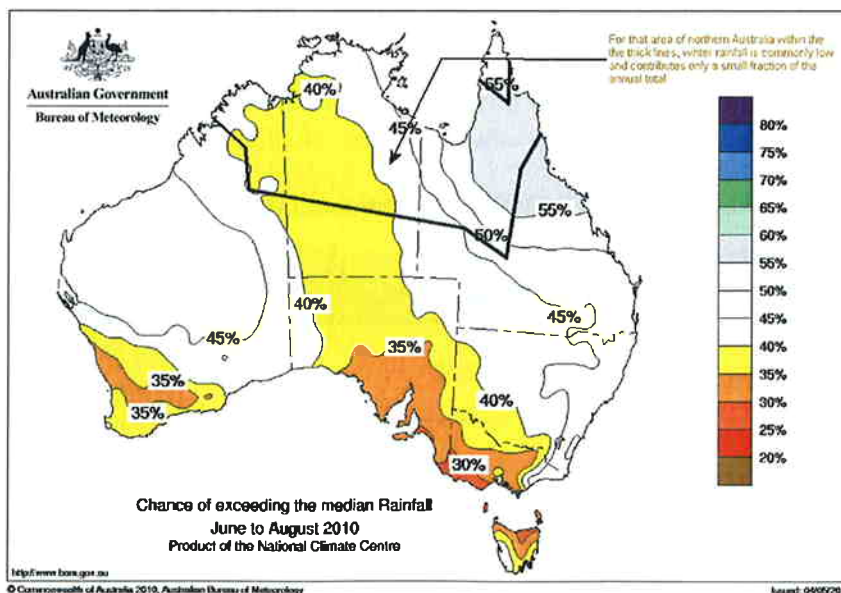 Australian Government
Bureau of Meteorology
For that area of northern Australia within the
the thick lines, winter rainfall is commonly low
and contributes only a small fraction of the
annual total
40%
45%
55%
55%
50%
40%
45%
45%
35%
35%
35%
40%
30%
80%
75%
70%
65%
60%
55%
50%
45%
40%
35%
30%
25%
20%
Chance of exceeding the median Rainfall
June to August 2010
Product of the National Climate Centre
http://www.bom.gov.au
© Commonwealth of Australia 2010, Australian Bureau of Meteorology
Issued: